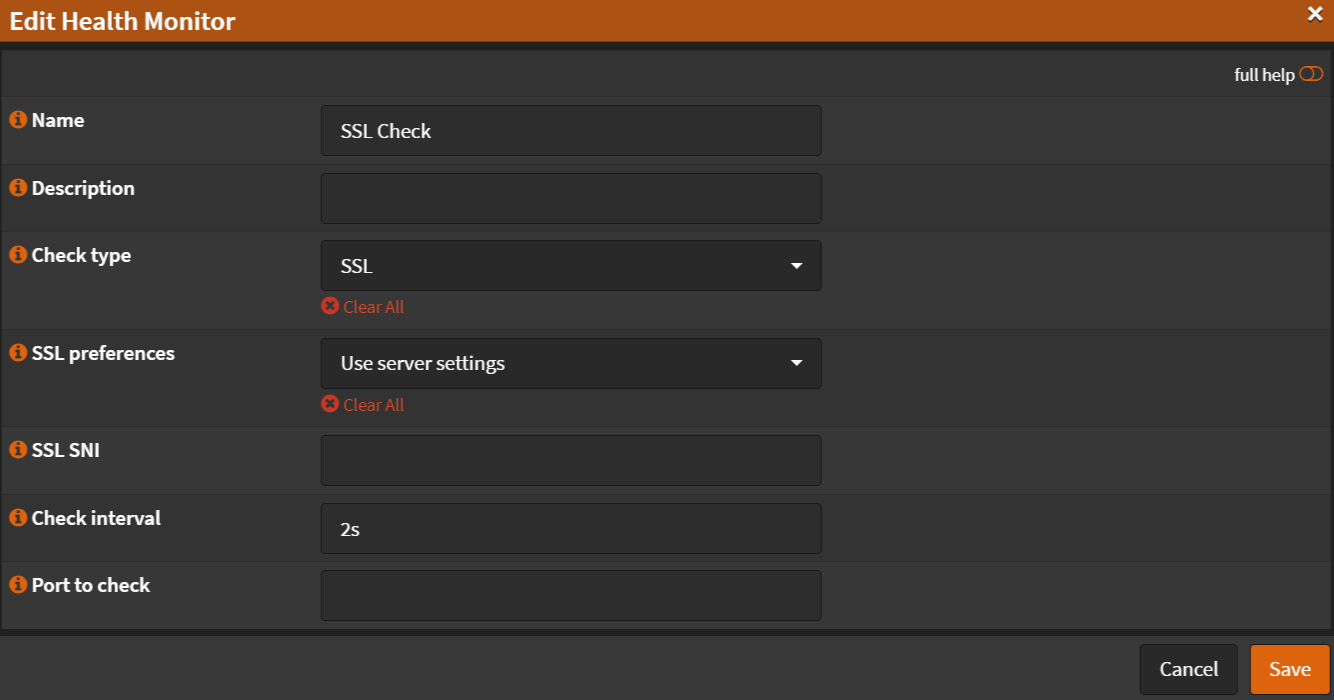 Edit Health Monitor
full help
Name
SSL Check
Description
Check type
SSL
Clear All
SSL preferences
Use server settings
Clear All
SSL SNI
Check interval
2s
Port to check
Cancel
Save